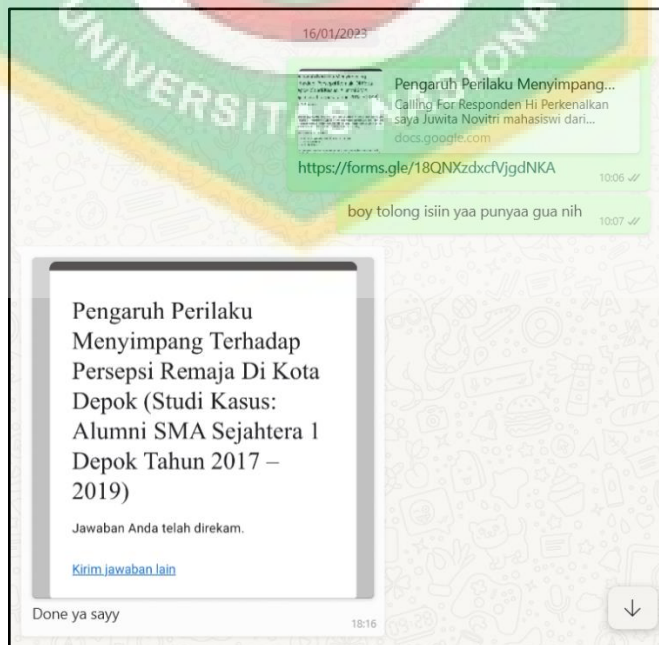 UNIVERSITAS NASIONAL
16/01/2023
Pengaruh Perilaku Menyimpang...
Calling For Responden Hi Perkenalkan
saya Juwita Novitri mahasiswi dari...
docs.google.com
https://forms.gle/18QNXzdxcfVjgdNKA
10:06
boy tolong isiin yaa punyaa gua nih
10:07
Pengaruh Perilaku
Menyimpang Terhadap
Persepsi Remaja Di Kota
Depok (Studi Kasus:
Alumni SMA Sejahtera 1
Depok Tahun 2017 –
2019)
Jawaban Anda telah direkam.
Kirim jawaban lain
Done ya sayy
18:16